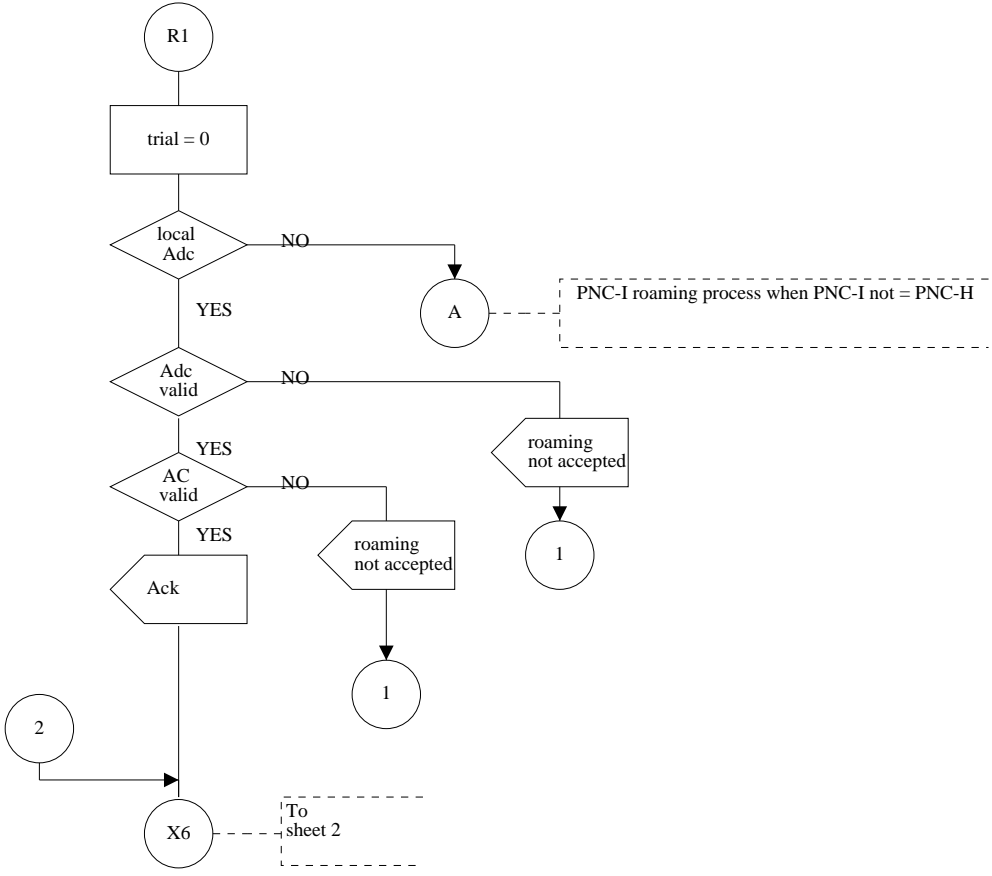 R1
trial = 0
local
Adc
NO
A
PNC-I roaming process when PNC-I not = PNC-H
YES
Adc
valid
NO
roaming
not accepted
YES
AC
valid
NO
1
YES
roaming
not accepted
Ack
1
2
X6
To
sheet 2